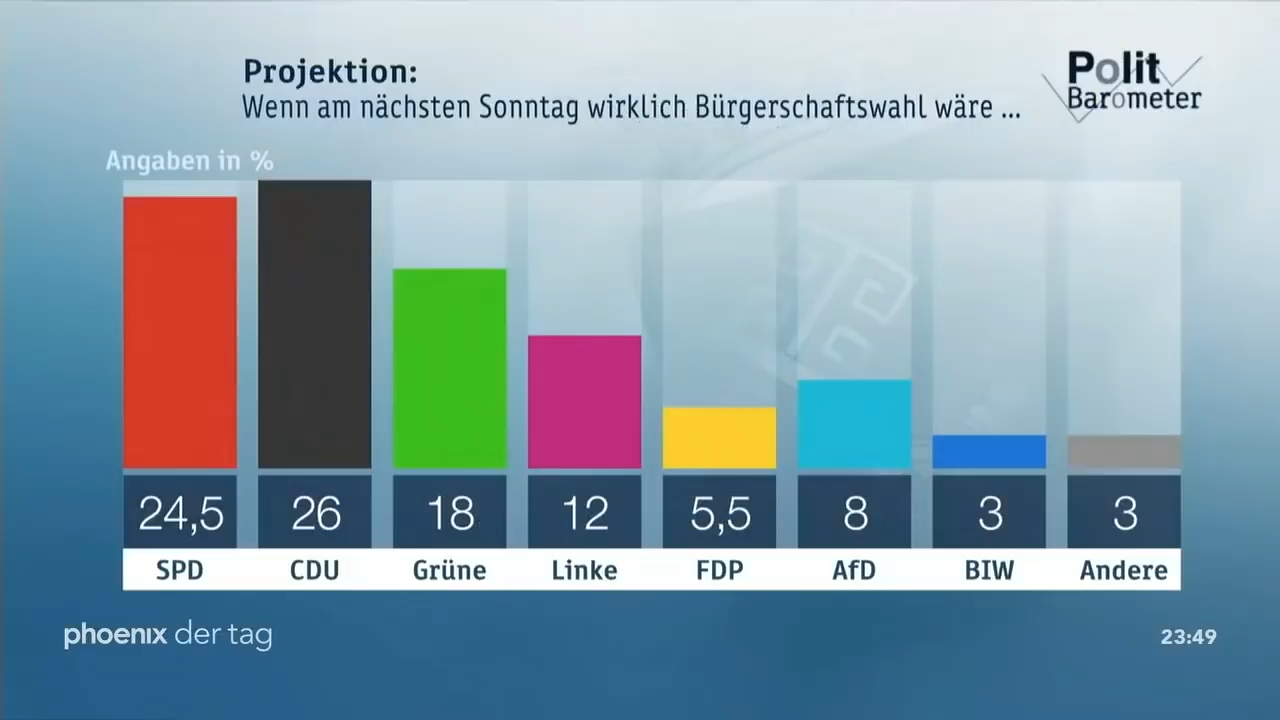 Projektion:
Wenn am nächsten Sonntag wirklich Bürgerschaftswahl wäre ...
Polit
Barometer
Angaben in %
24,5 26 18 12 5,5 8 3 3
SPD CDU Grüne Linke FDP AfD BIW Andere
phoenix der tag
23:49